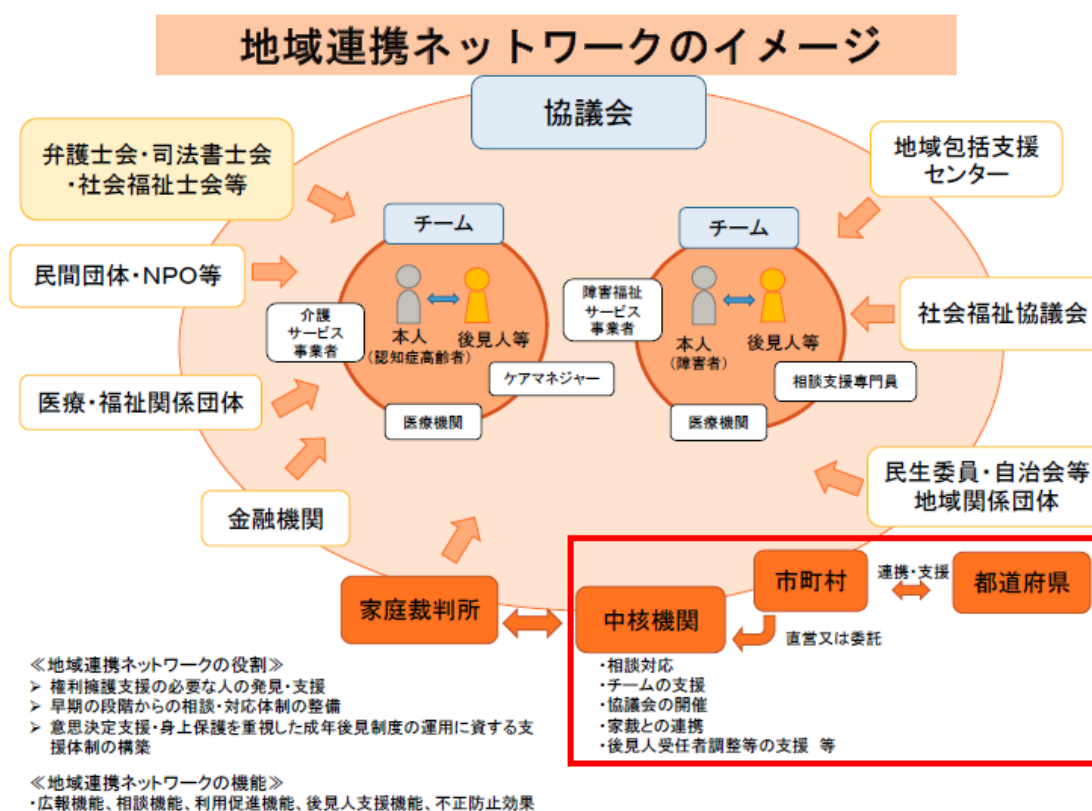 地域連携ネットワークのイメージ
協議会
弁護士会・司法書士会
・社会福祉士会等
地域包括支援
センター
チーム
チーム
民間団体・NPO等
障害福祉
サービス
事業者
介護
サービス
事業者
社会福祉協議会
本人
(認知症高齢者)
後見人等
本人
(障害者)
後見人等
ケアマネジャー
相談支援専門員
医療・福祉関係団体
医療機関
医療機関
民生委員・自治会等
地域関係団体
金融機関
家庭裁判所
中核機関
市町村
連携・支援
都道府県
直営又は委託
・相談対応
・チームの支援
・協議会の開催
・家裁との連携
・後見人受任者調整等の支援 等
≪地域連携ネットワークの役割≫
➢ 権利擁護支援の必要な人の発見・支援
➢ 早期の段階からの相談・対応体制の整備
➢ 意思決定支援・身上保護を重視した成年後見制度の運用に資する支
援体制の構築
≪地域連携ネットワークの機能≫
・広報機能、相談機能、利用促進機能、後見人支援機能、不正防止効果